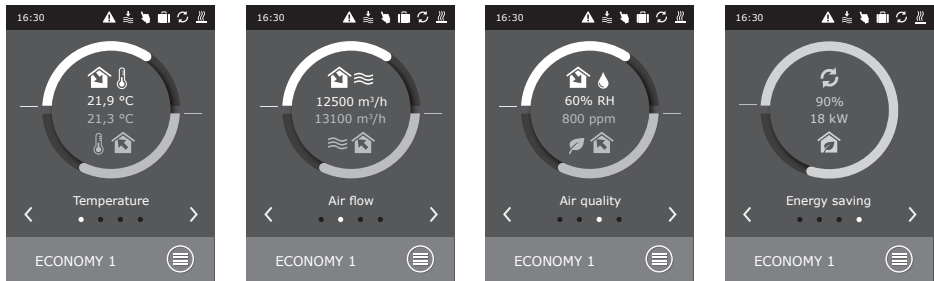 16:30
21,9 °C
21,3 °C
Temperature
ECONOMY 1
16:30
12500 m³/h
13100 m³/h
Air flow
ECONOMY 1
16:30
60% RH
800 ppm
Air quality
ECONOMY 1
16:30
90%
18 kW
Energy saving
ECONOMY 1